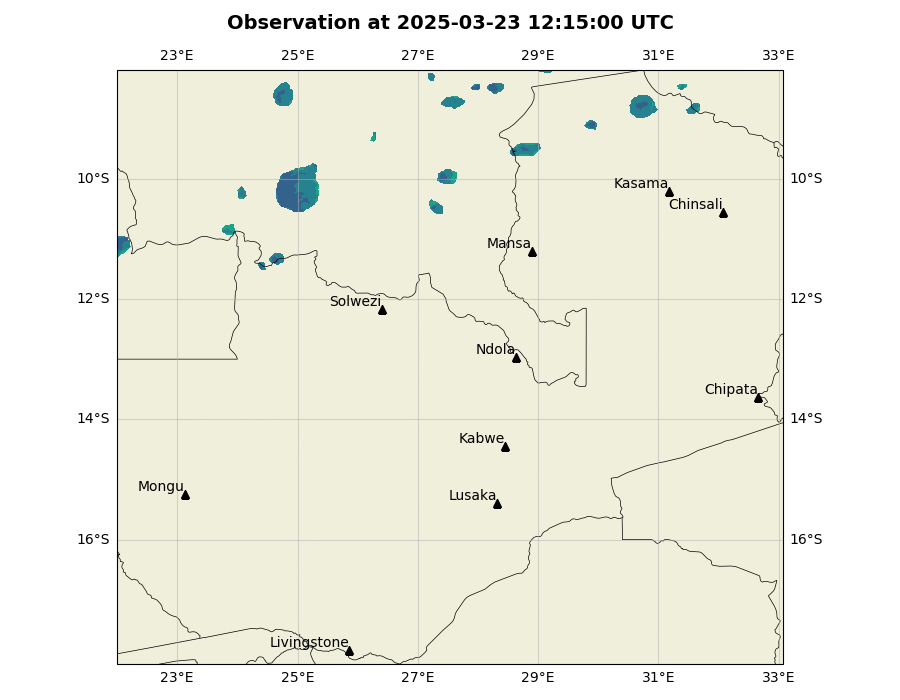 Observation at 2025-03-23 12:15:00 UTC
23°E 25°E 27°E 29°E 31°E 33°E
10°S 10°S
Kasama
Chinsali
Mansa
12°S 12°S
Solwezi
Ndola
Chipata
14°S 14°S
Kabwe
Mongu
Lusaka
16°S 16°S
Livingstone
23°E 25°E 27°E 29°E 31°E 33°E